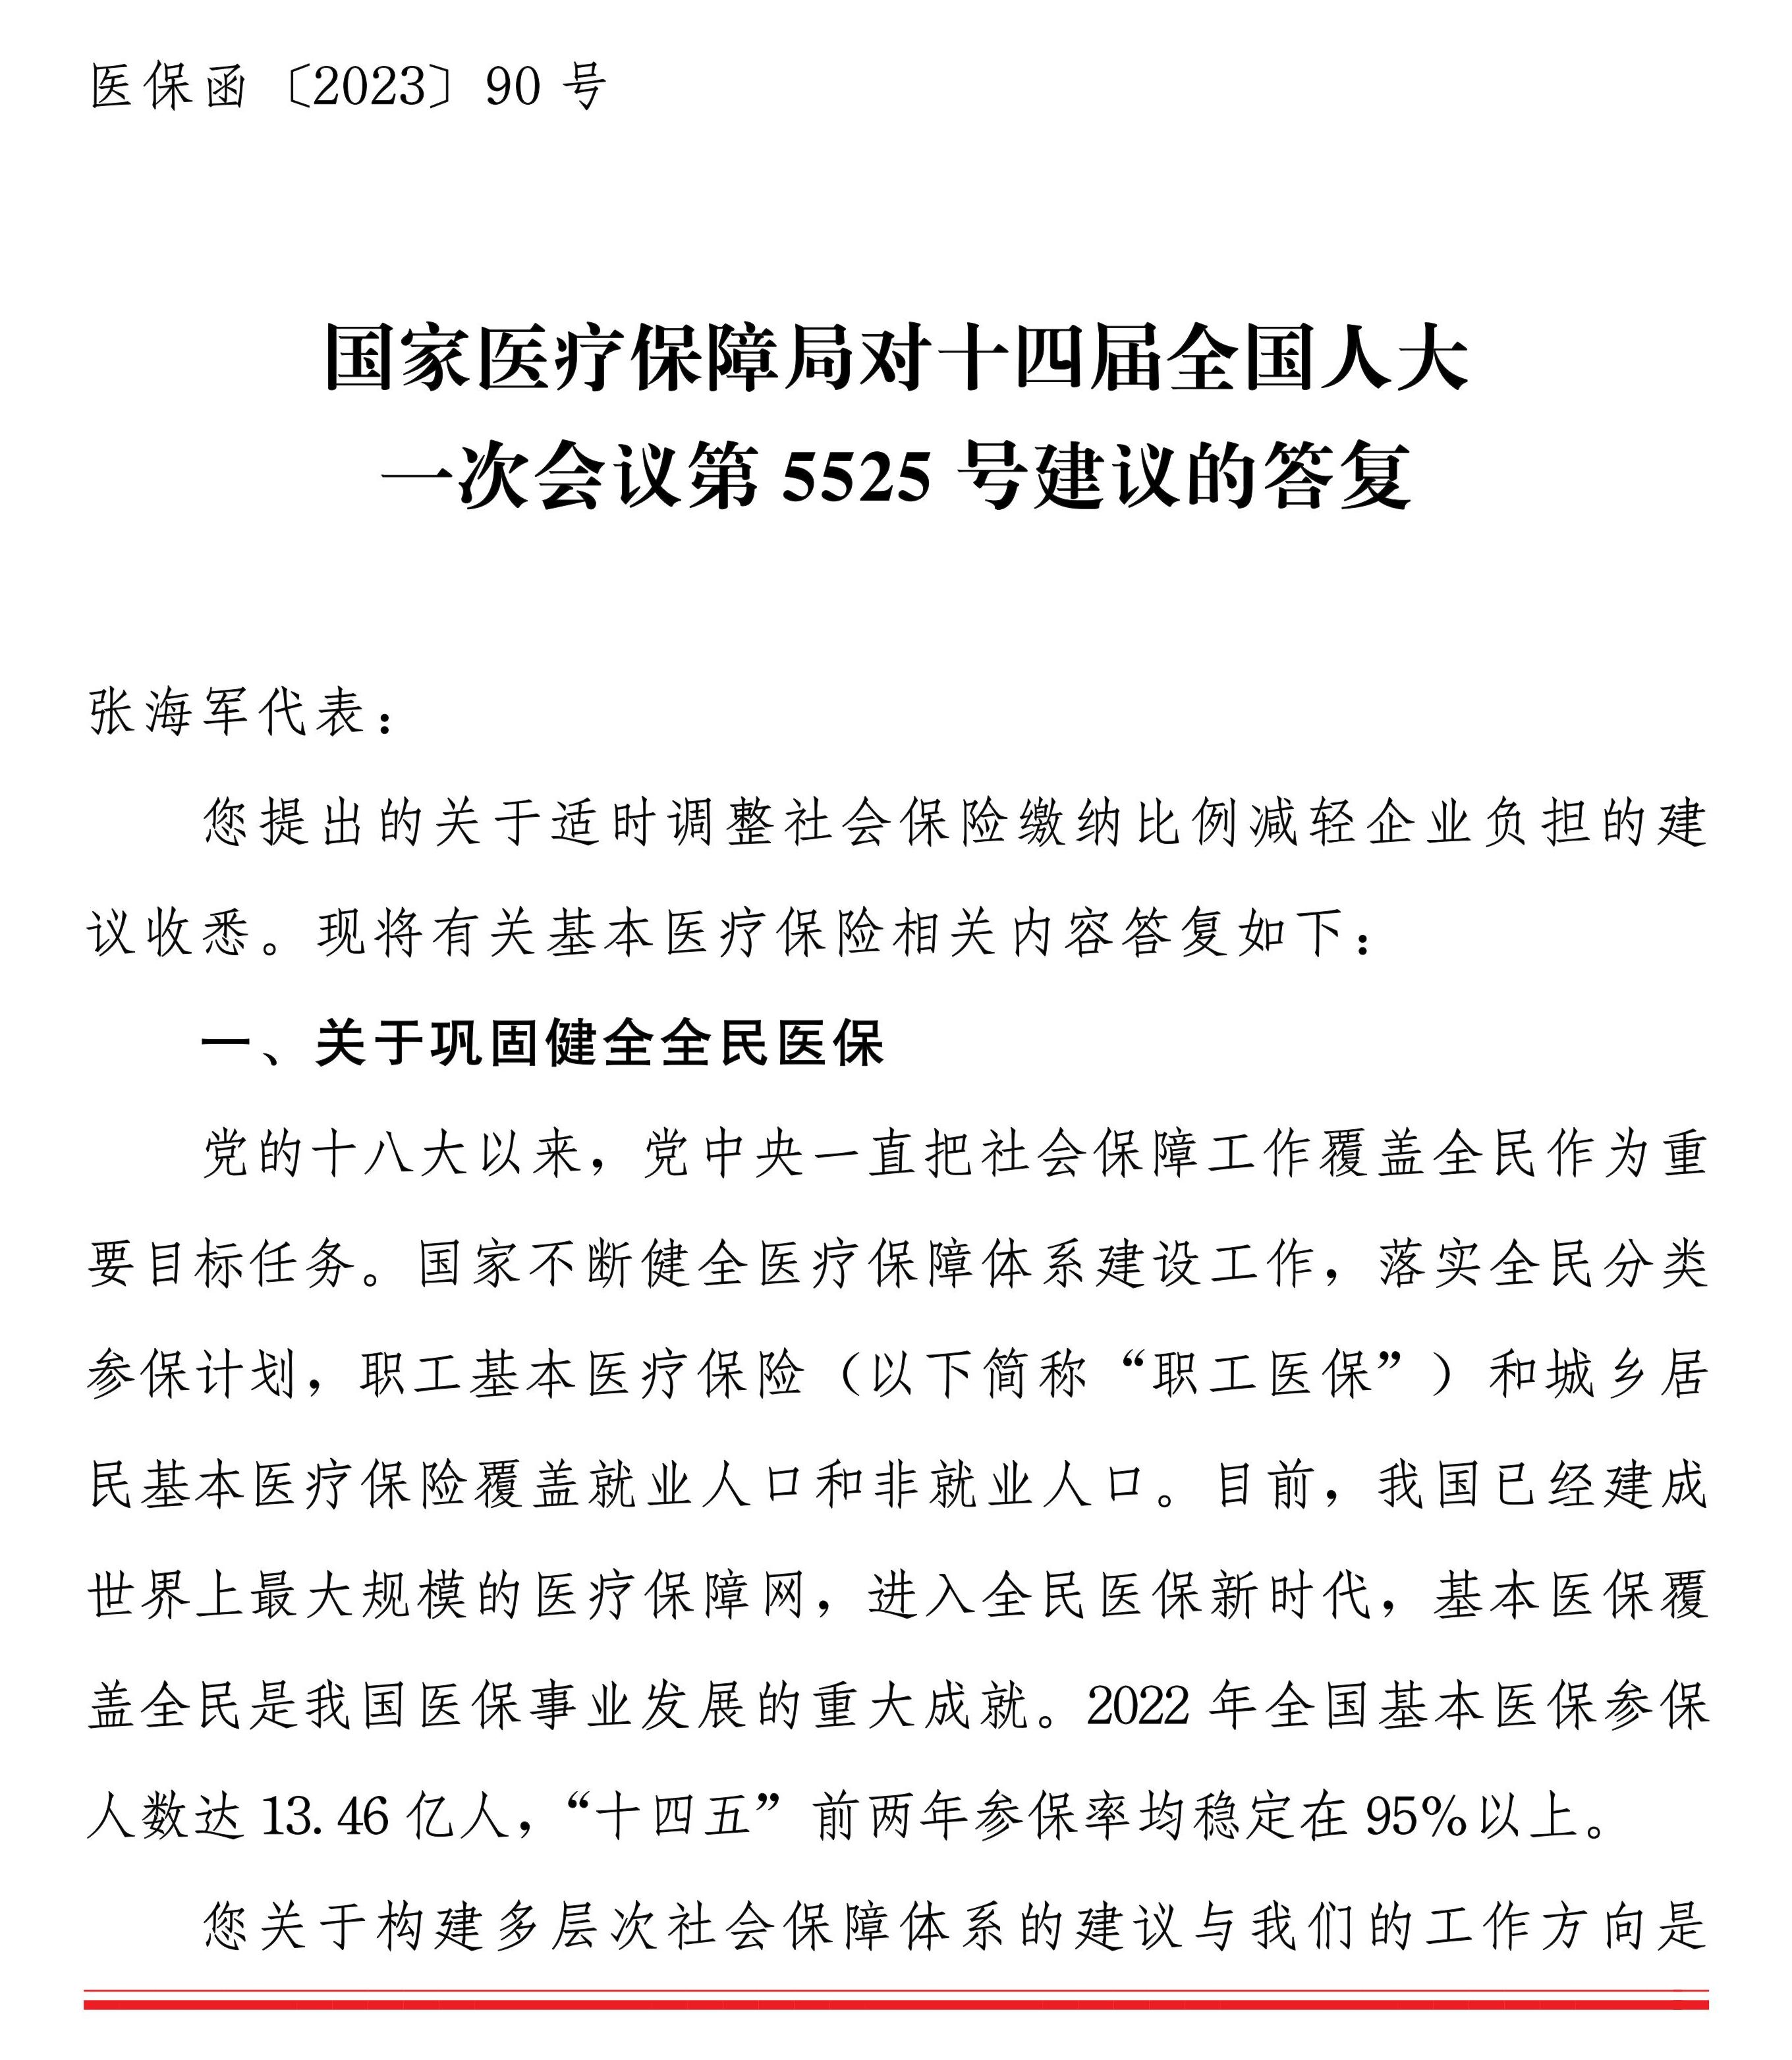 医保函〔2023〕90 号
国家医疗保障局对十四届全国人大
一次会议第 5525 号建议的答复
张海军代表：
您提出的关于适时调整社会保险缴纳比例减轻企业负担的建
议收悉。现将有关基本医疗保险相关内容答复如下：
一、关于巩固健全全民医保
党的十八大以来，党中央一直把社会保障工作覆盖全民作为重
要目标任务。国家不断健全医疗保障体系建设工作，落实全民分类
参保计划，职工基本医疗保险（以下简称“职工医保”）和城乡居
民基本医疗保险覆盖就业人口和非就业人口。目前，我国已经建成
世界上最大规模的医疗保障网，进入全民医保新时代，基本医保覆
盖全民是我国医保事业发展的重大成就。2022 年全国基本医保参保
人数达 13.46 亿人，“十四五”前两年参保率均稳定在 95%以上。
您关于构建多层次社会保障体系的建议与我们的工作方向是